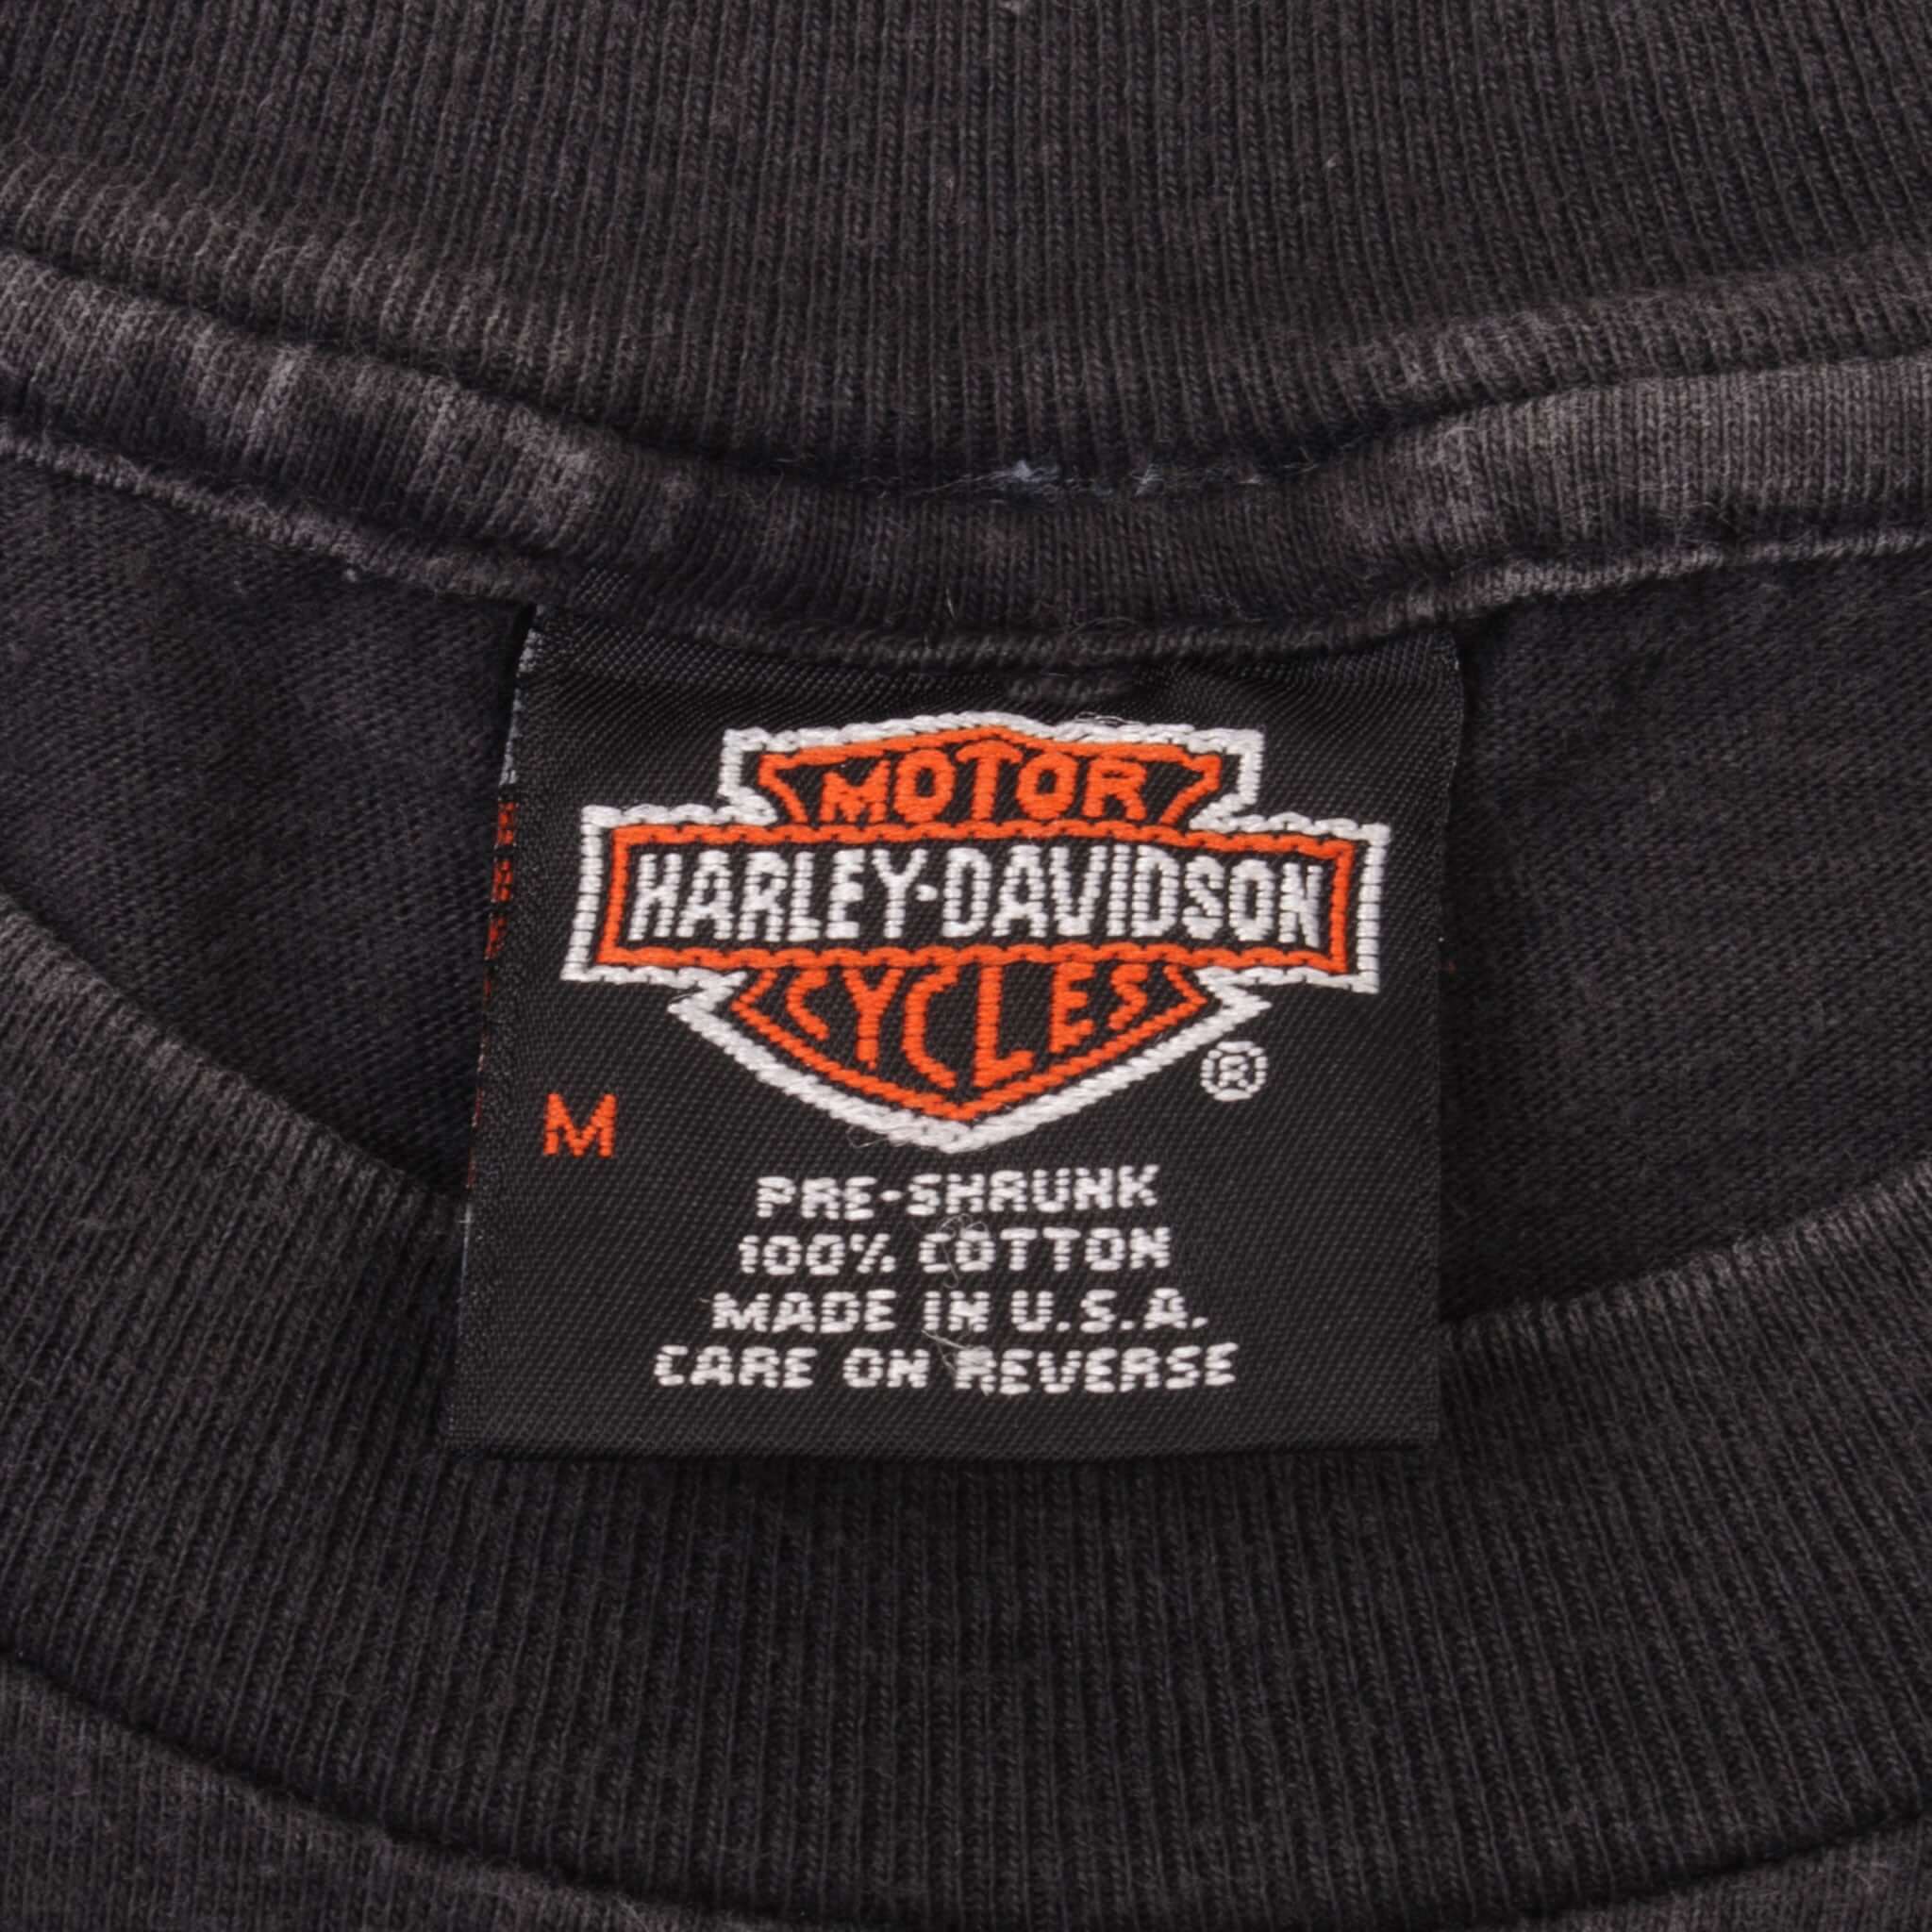 MOTOR
HARLEY-DAVIDSON
CYCLES
®
M
PRE-SHRUNK
100% COTTON
MADE IN U.S.A.
CARE ON REVERSE